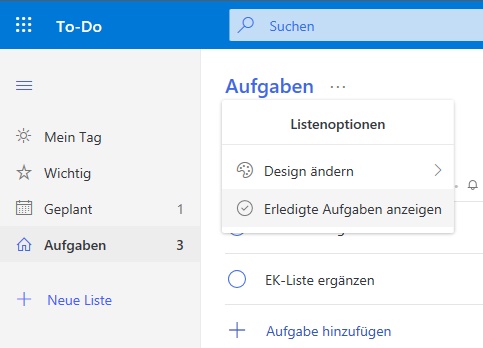 To-Do
Suchen
Aufgaben ...
Listenoptionen
Mein Tag
Design ändern
Wichtig
Erledigte Aufgaben anzeigen
Geplant 1
Aufgaben 3
EK-Liste ergänzen
Neue Liste
Aufgabe hinzufügen